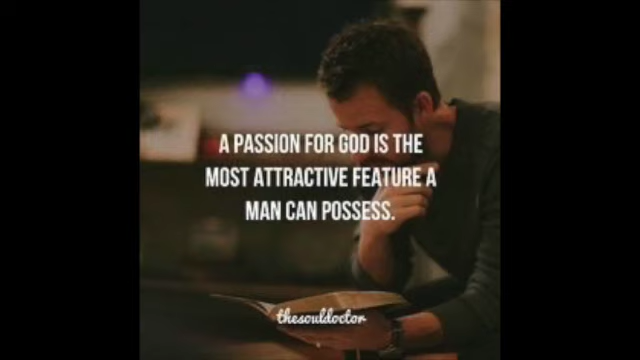 A PASSION FOR GOD IS THE
MOST ATTRACTIVE FEATURE A
MAN CAN POSSESS.
thesouldoctor